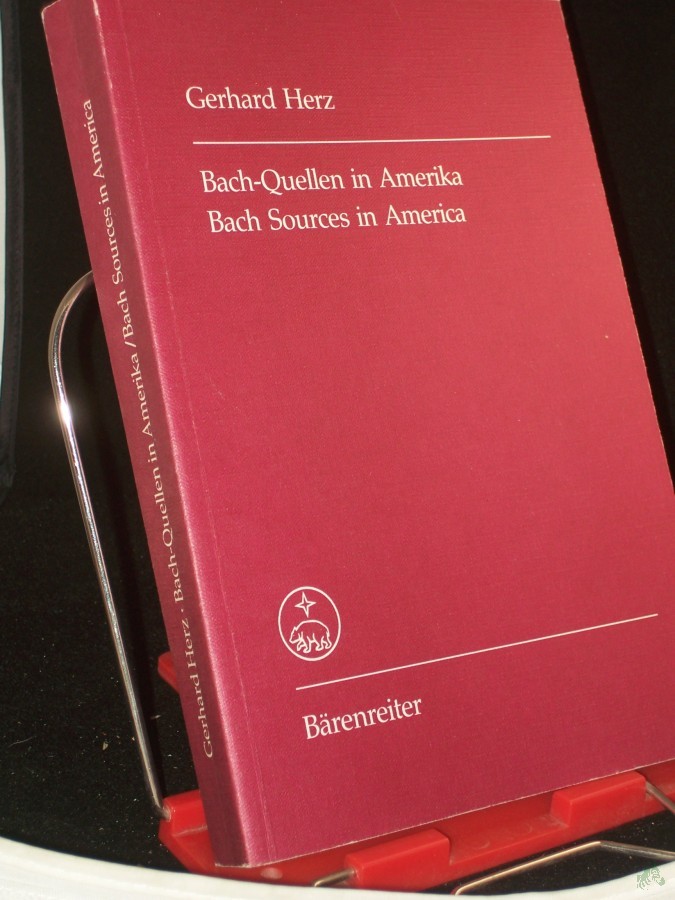 Gerhard Herz
Bach-Quellen in Amerika
Bach Sources in America
Bärenreiter
Gerhard Herz · Bach-Quellen in Amerika / Bach Sources in America